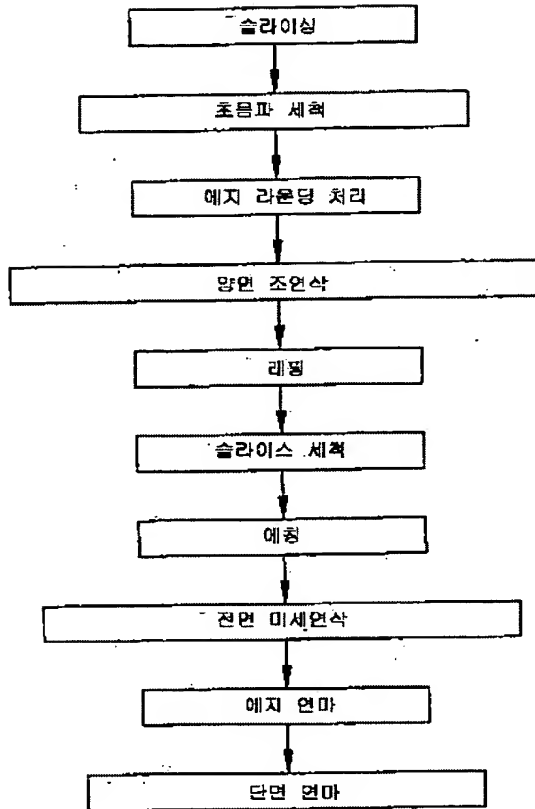 슬라이싱
초음파 세척
에지 라운딩 처리
양면 조연삭
래핑
슬라이스 세척
에칭
전면 미세연삭
에지 연마
단면 연마